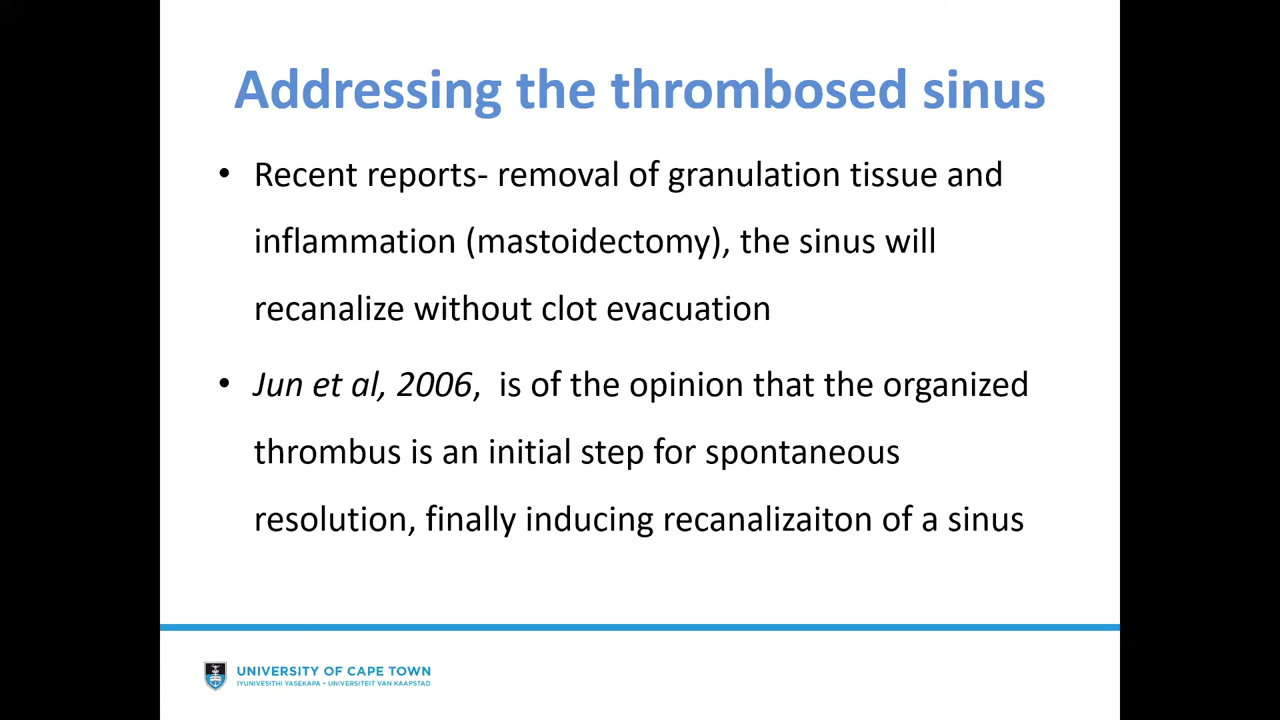 Addressing the thrombosed sinus
• Recent reports- removal of granulation tissue and
inflammation (mastoidectomy), the sinus will
recanalize without clot evacuation
• Jun et al, 2006, is of the opinion that the organized
thrombus is an initial step for spontaneous
resolution, finally inducing recanalizaiton of a sinus
UNIVERSITY OF CAPE TOWN
IYUNIVESITHI YASEKAPA • UNIVERSITEIT VAN KAAPSTAD